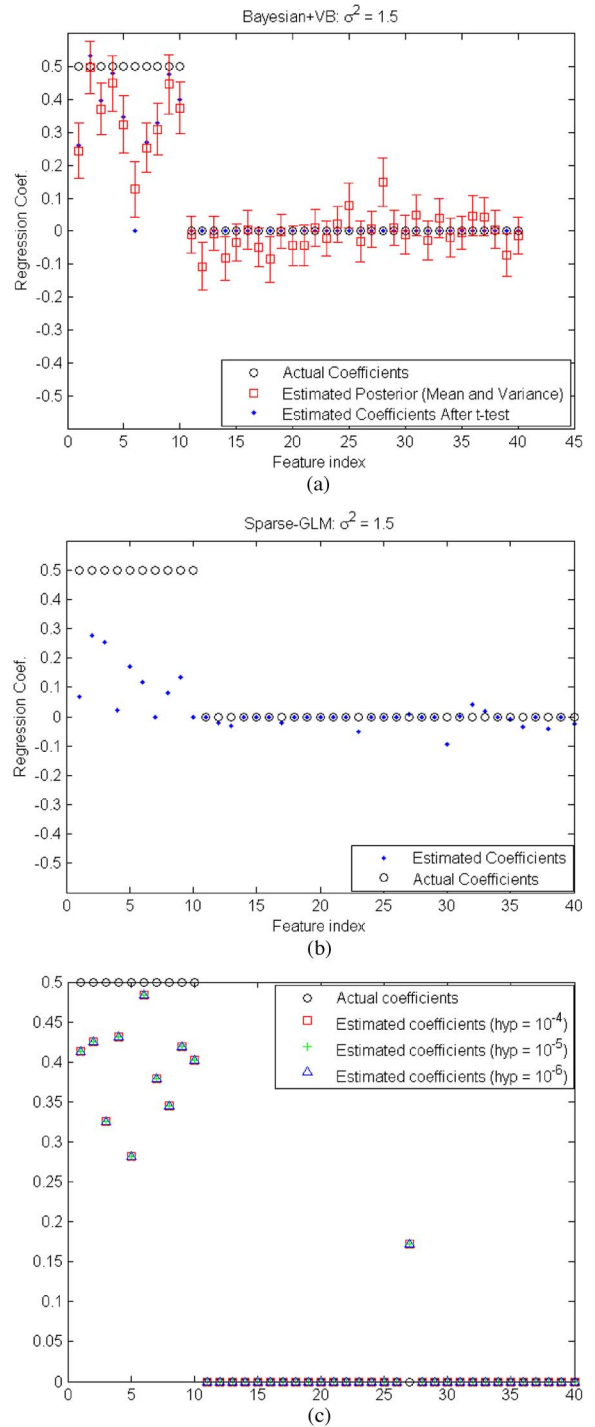 Bayesian+VB: σ² = 1.5
0.5
0.4
0.3
0.2
0.1
0
-0.1
-0.2
-0.3
-0.4
-0.5
Regression Coef.
Actual Coefficients
Estimated Posterior (Mean and Variance)
Estimated Coefficients After t-test
0 5 10 15 20 25 30 35 40 45
Feature index
(a)
Sparse-GLM: σ² = 1.5
0.5
0.4
0.3
0.2
0.1
0
-0.1
-0.2
-0.3
-0.4
-0.5
Regression Coef.
Estimated Coefficients
Actual Coefficients
0 5 10 15 20 25 30 35 40
Feature index
(b)
0.5
0.45
0.4
0.35
0.3
0.25
0.2
0.15
0.1
0.05
0
Actual coefficients
Estimated coefficients (hyp = 10⁻⁴)
Estimated coefficients (hyp = 10⁻⁵)
Estimated coefficients (hyp = 10⁻⁶)
0 5 10 15 20 25 30 35 40
(c)